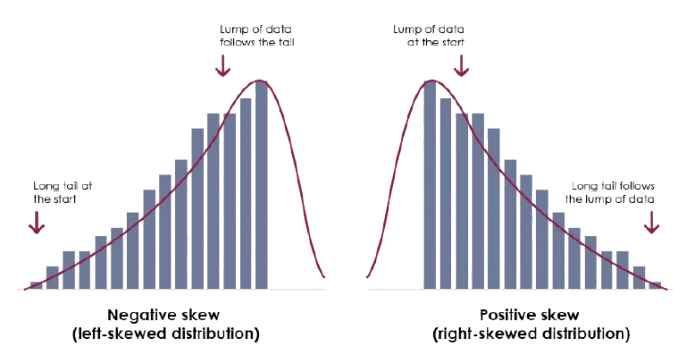 Lump of data
follows the tail
Long tail at
the start
Negative skew
(left-skewed distribution)
Lump of data
at the start
Long tail follows
the lump of data
Positive skew
(right-skewed distribution)